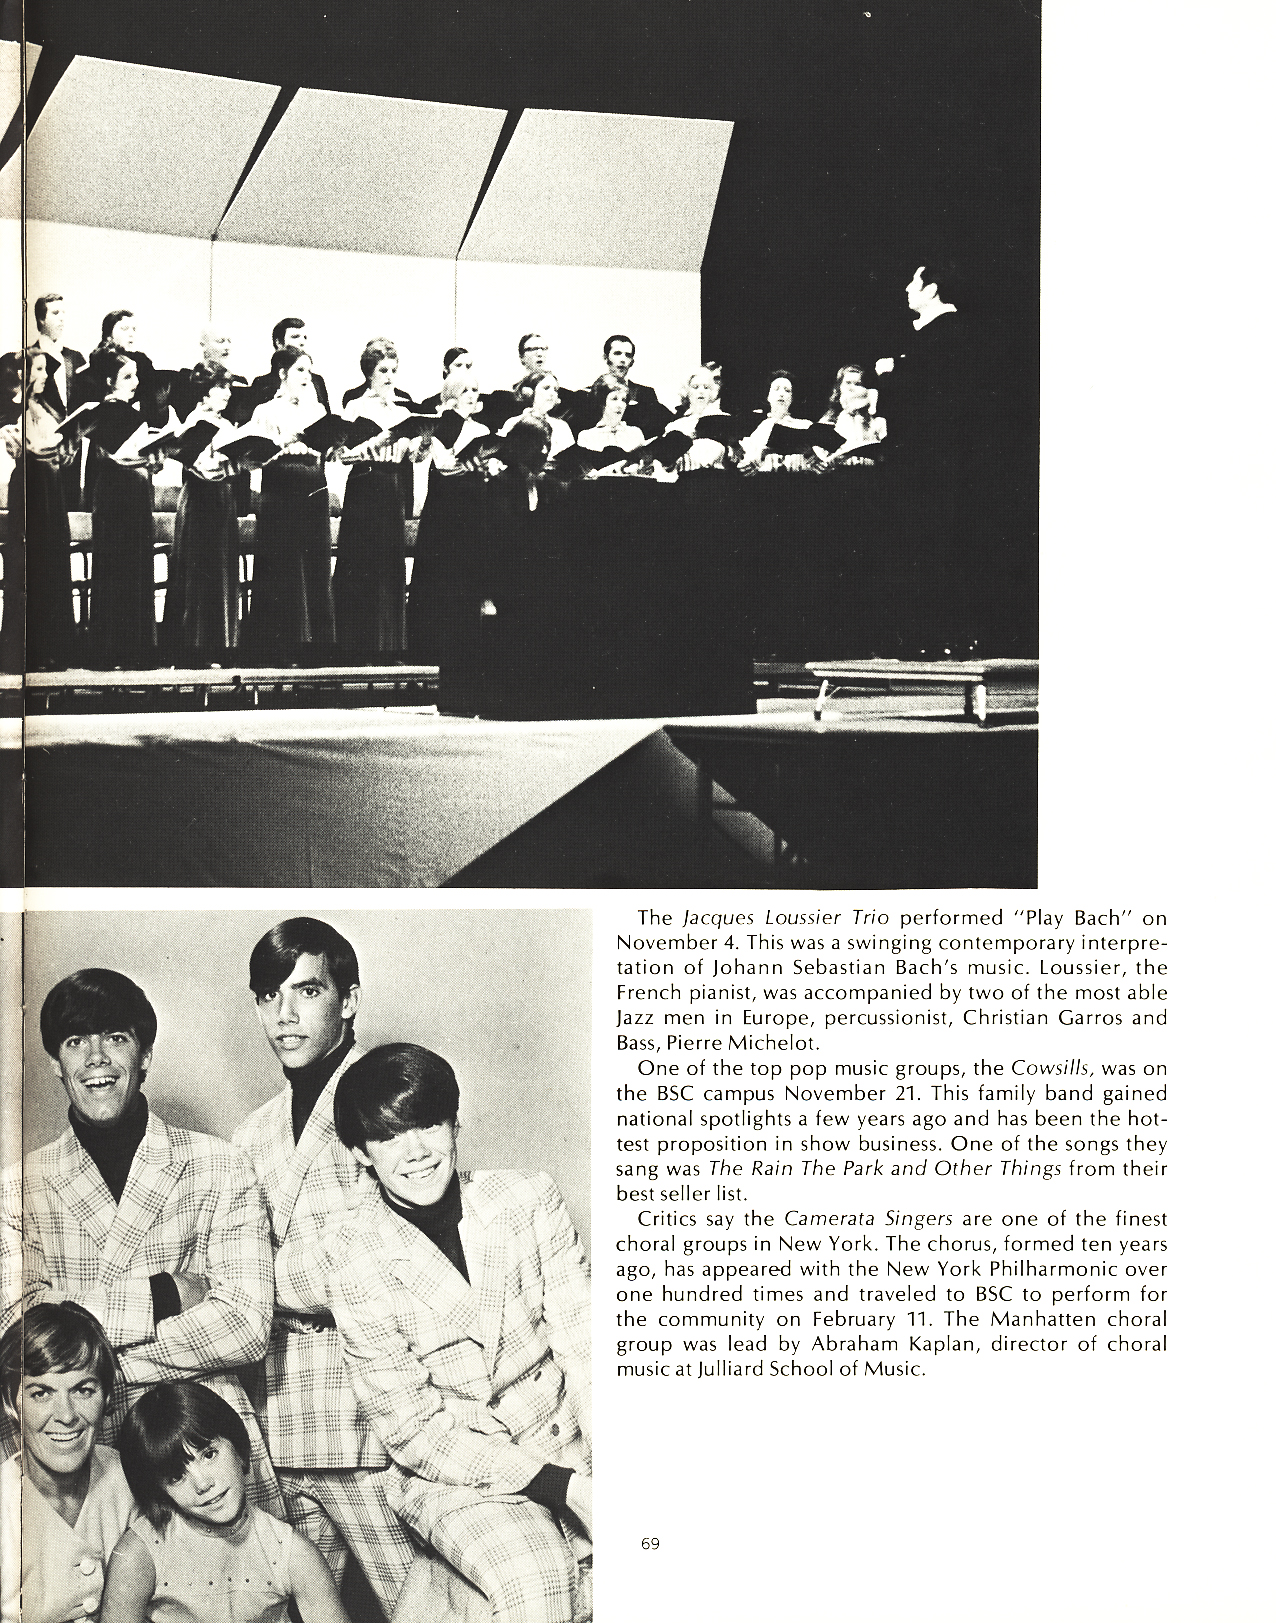 The Jacques Loussier Trio performed “Play Bach” on
November 4. This was a swinging contemporary interpre-
tation of Johann Sebastian Bach’s music. Loussier, the
French pianist, was accompanied by two of the most able
Jazz men in Europe, percussionist, Christian Garros and
Bass, Pierre Michelot.
One of the top pop music groups, the Cowsills, was on
the BSC campus November 21. This family band gained
national spotlights a few years ago and has been the hot-
test proposition in show business. One of the songs they
sang was The Rain The Park and Other Things from their
best seller list.
Critics say the Camerata Singers are one of the finest
choral groups in New York. The chorus, formed ten years
ago, has appeared with the New York Philharmonic over
one hundred times and traveled to BSC to perform for
the community on February 11. The Manhatten choral
group was lead by Abraham Kaplan, director of choral
music at Julliard School of Music.
69